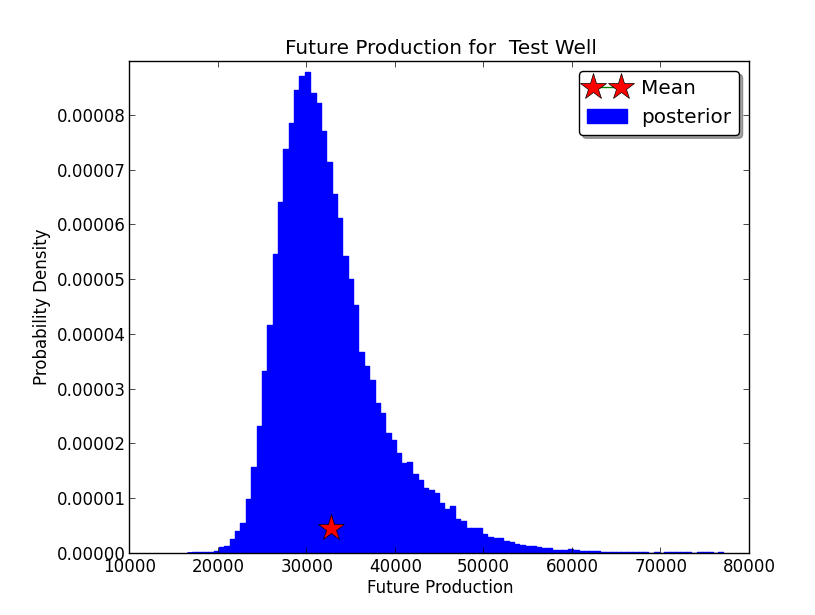 Future Production for  Test Well
Mean
posterior
Probability Density
0.00008
0.00007
0.00006
0.00005
0.00004
0.00003
0.00002
0.00001
0.00000
10000 20000 30000 40000 50000 60000 70000 80000
Future Production